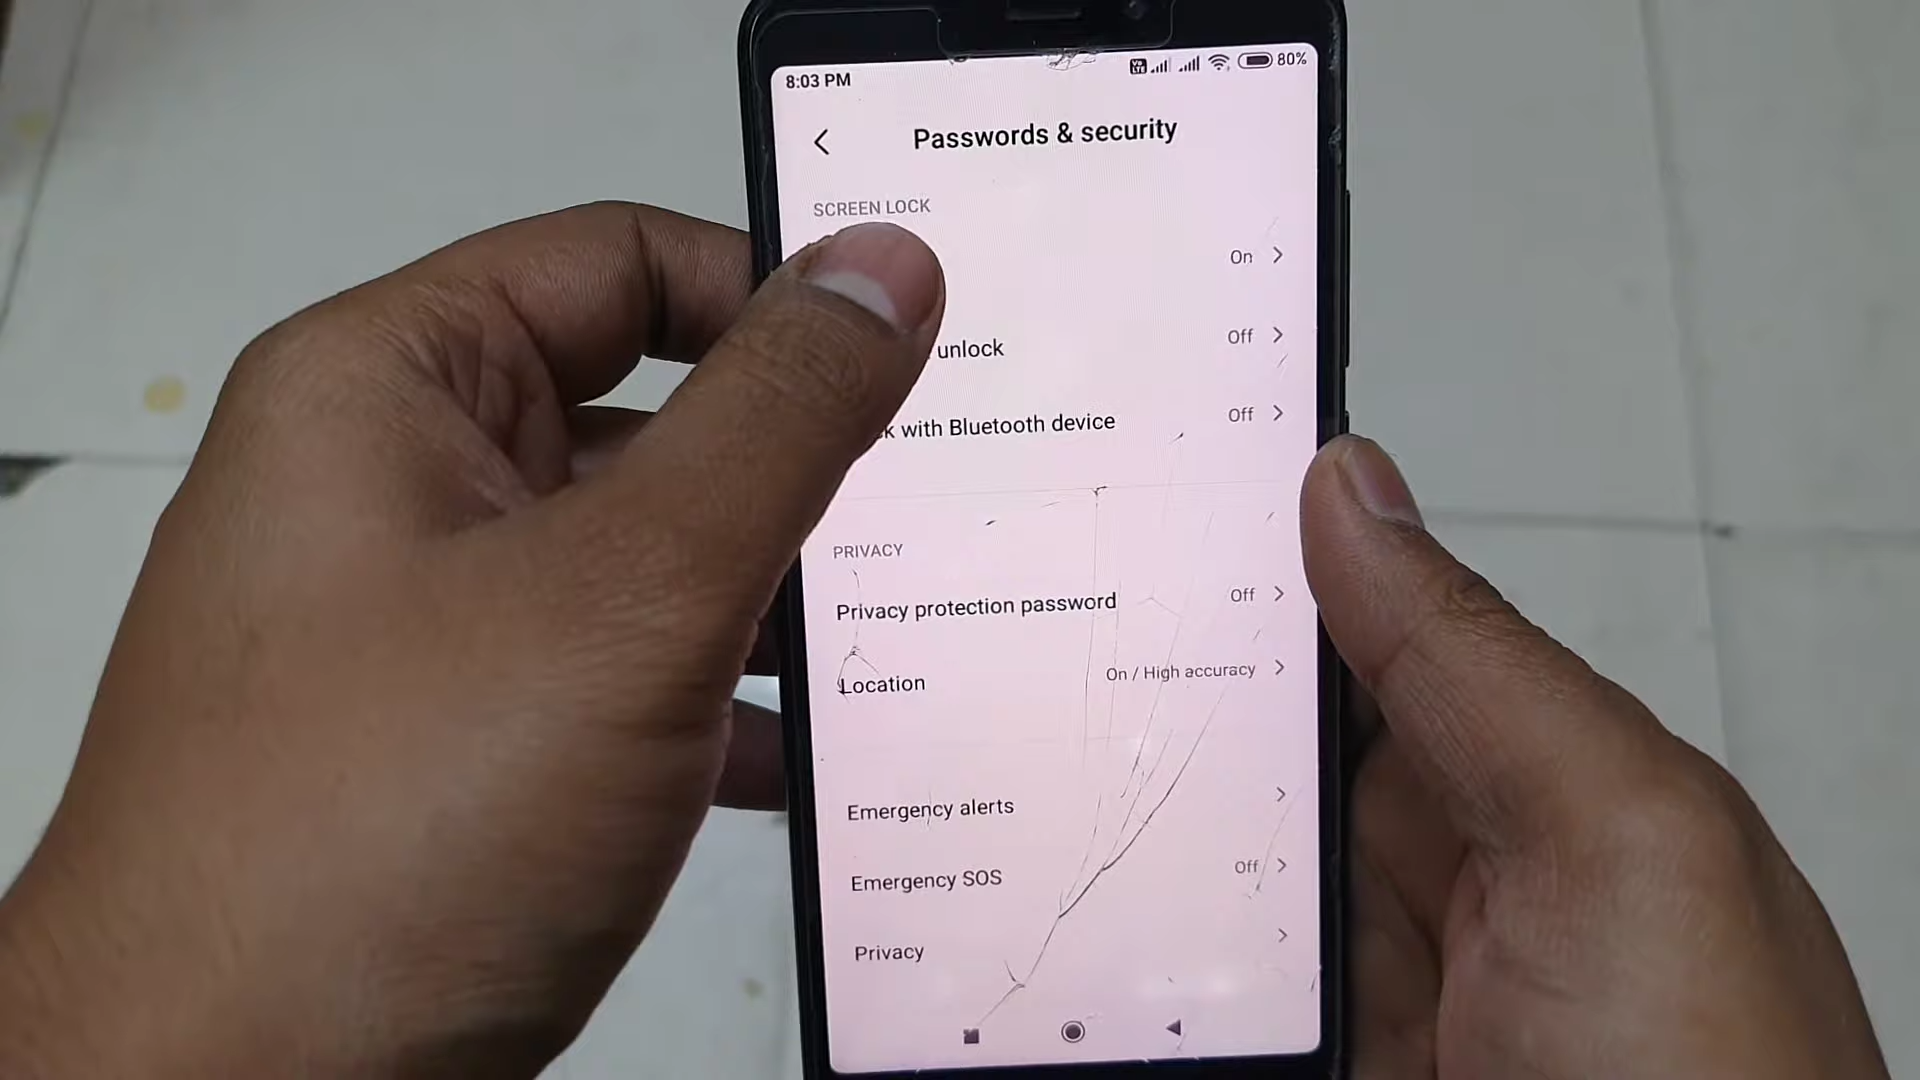 8:03 PM 80%
Passwords & security
SCREEN LOCK
On
unlock Off
with Bluetooth device Off
PRIVACY
Privacy protection password Off
Location On / High accuracy
Emergency alerts
Emergency SOS Off
Privacy